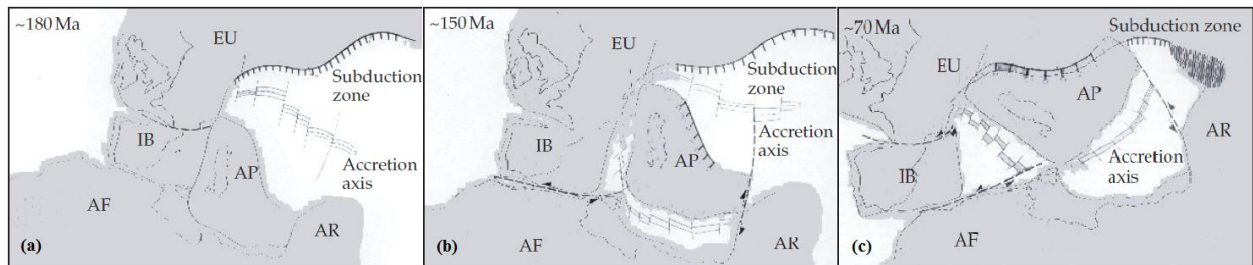 ~180 Ma
EU
Subduction
zone
IB
AP
Accretion
axis
AF
AR
(a)
~150 Ma
EU
Subduction
zone
IB
AP
Accretion
axis
AF
AR
(b)
~70 Ma
Subduction zone
EU
AP
AR
IB
Accretion
axis
AF
(c)